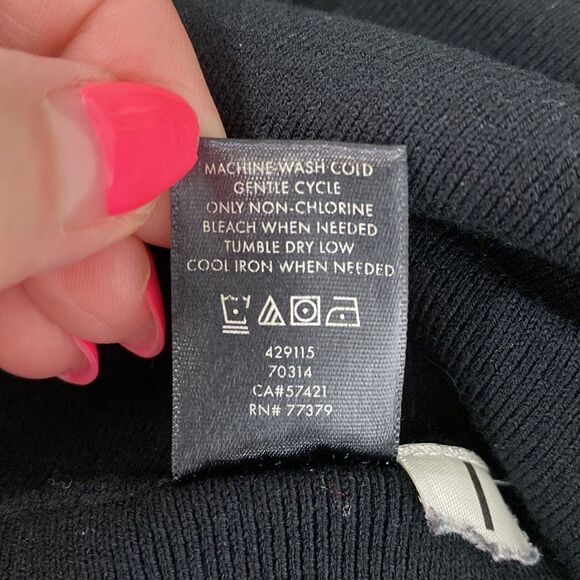 MACHINE WASH COLD
GENTLE CYCLE
ONLY NON-CHLORINE
BLEACH WHEN NEEDED
TUMBLE DRY LOW
COOL IRON WHEN NEEDED
429115
70314
CA#57421
RN# 77379